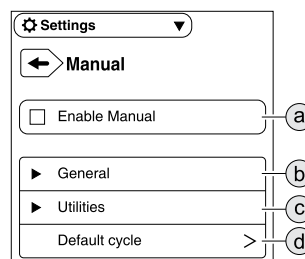 Settings
Manual
Enable Manual a
General b
Utilities c
Default cycle > d